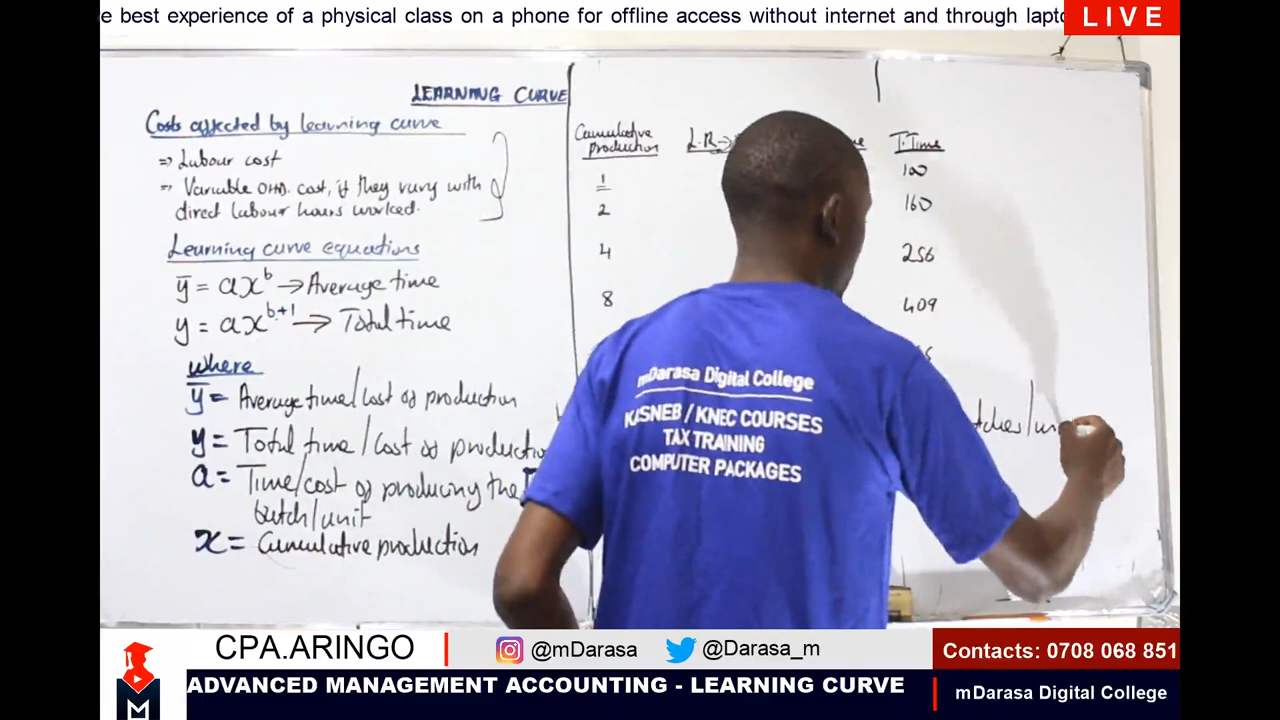 e best experience of a physical class on a phone for offline access without internet and through lapt
LIVE
LEARNING CURVE
Costs affected by learning curve
⇒ Labour cost
⇒ Variable OHD. cost, if they vary with
direct labour hours worked.
Learning curve equations
ȳ = ax^b → Average time
y = ax^b+1 → Total time
where
ȳ = Average time/cost of production
y = Total time/cost of productio
a = Time/cost of producing the
batch/unit
x = Cumulative production
Cumulative
production
L.R
T.Time
1
100
2
160
4
256
8
409
mDarasa Digital College
KASNEB / KNEC COURSES
TAX TRAINING
COMPUTER PACKAGES
CPA.ARINGO
@mDarasa
@Darasa_m
Contacts: 0708 068 851
ADVANCED MANAGEMENT ACCOUNTING - LEARNING CURVE
mDarasa Digital College